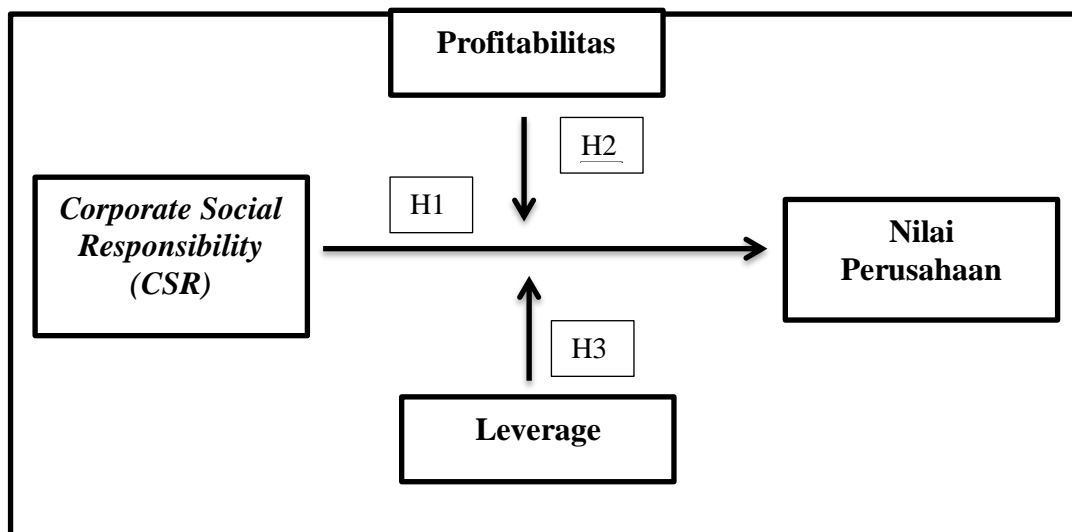 Profitabilitas
H2
H1
Corporate Social
Responsibility
(CSR)
Nilai
Perusahaan
H3
Leverage